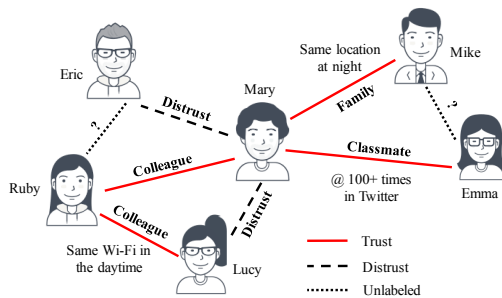 Mike
Same location
at night
Eric
Mary
Family
Distrust
?
?
Classmate
Colleague
Ruby
@ 100+ times
in Twitter
Emma
Colleague
Distrust
Same Wi-Fi in
the daytime
Lucy
Trust
Distrust
Unlabeled